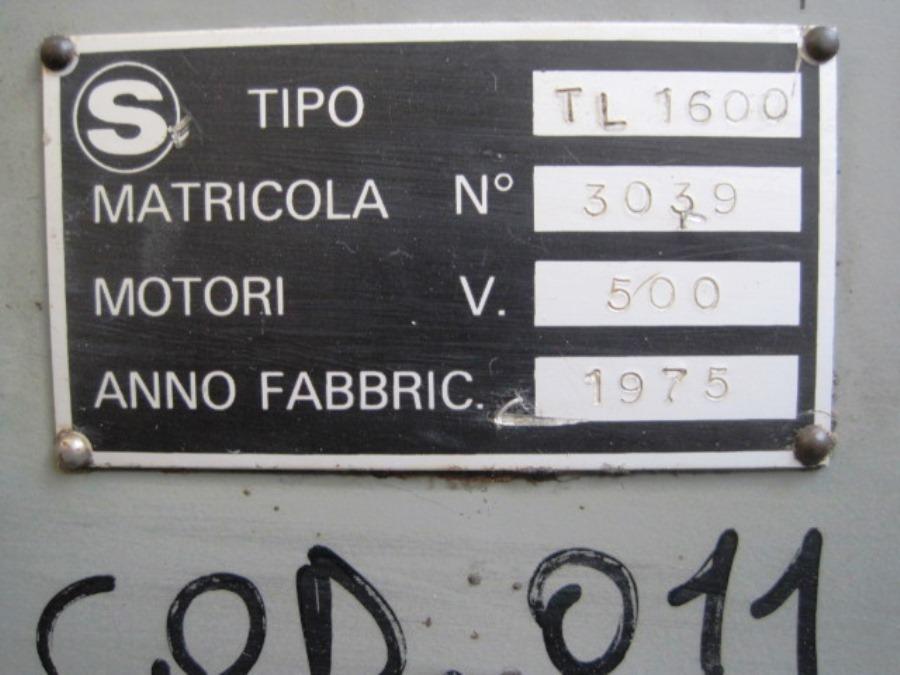 S TIPO TL 1600
MATRICOLA N° 3039
MOTORI V. 500
ANNO FABBRIC. 1975
COD. 011